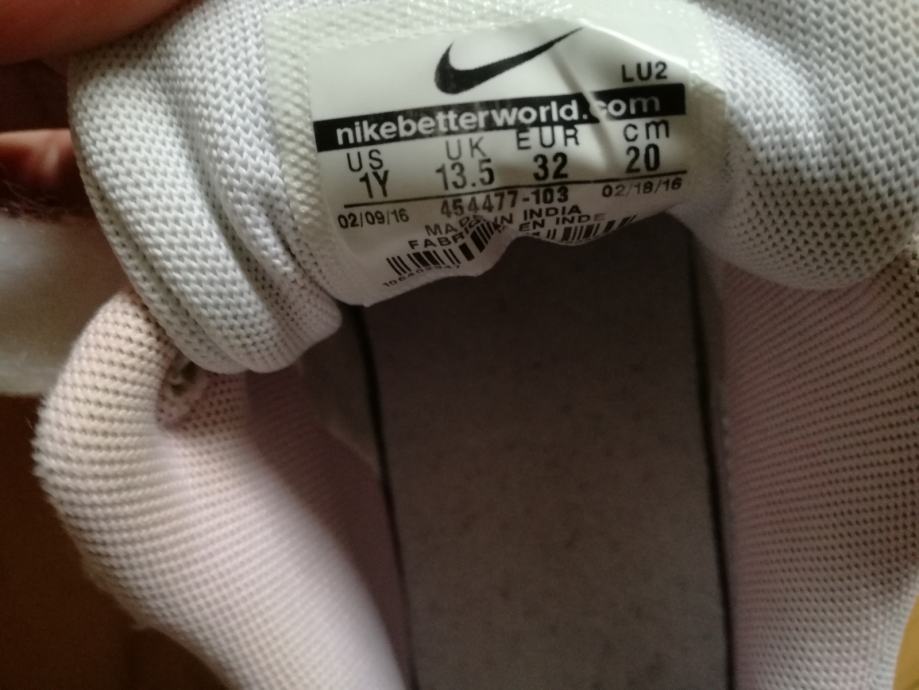 LU2
nikebetterworld.com
US UK EUR cm
1Y 13.5 32 20
02/09/16 454477-103 02/18/16
MADE IN INDIA
EN INDE